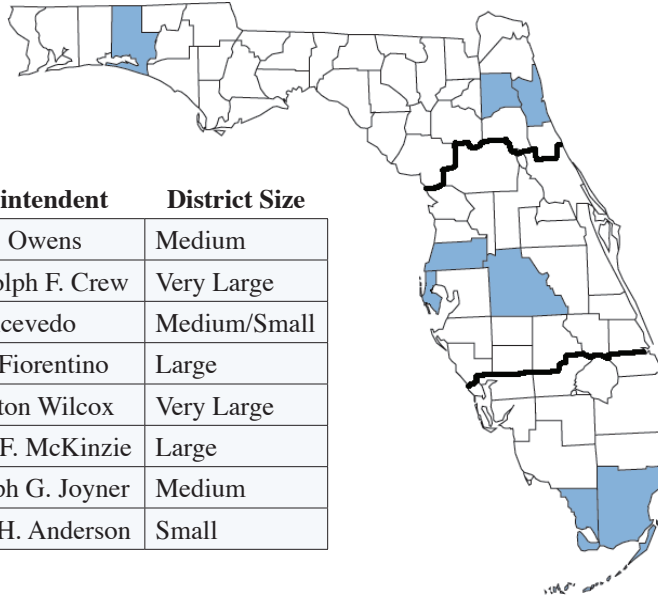 intendent District Size
Owens Medium
olph F. Crew Very Large
cevedo Medium/Small
Fiorentino Large
ton Wilcox Very Large
F. McKinzie Large
ph G. Joyner Medium
H. Anderson Small